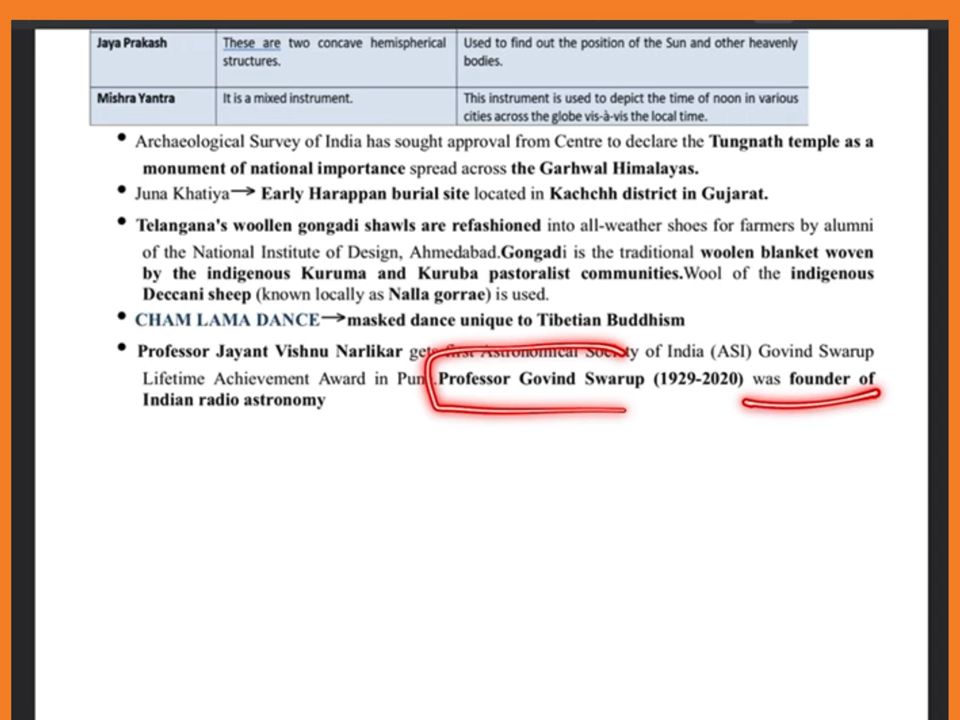 Jaya Prakash These are two concave hemispherical Used to find out the position of the Sun and other heavenly
structures. bodies.
Mishra Yantra It is a mixed instrument. This instrument is used to depict the time of noon in various
cities across the globe vis-à-vis the local time.
• Archaeological Survey of India has sought approval from Centre to declare the Tungnath temple as a
monument of national importance spread across the Garhwal Himalayas.
• Juna Khatiya→ Early Harappan burial site located in Kachchh district in Gujarat.
• Telangana's woollen gongadi shawls are refashioned into all-weather shoes for farmers by alumni
of the National Institute of Design, Ahmedabad.Gongadi is the traditional woolen blanket woven
by the indigenous Kuruma and Kuruba pastoralist communities.Wool of the indigenous
Deccani sheep (known locally as Nalla gorrae) is used.
• CHAM LAMA DANCE→masked dance unique to Tibetian Buddhism
• Professor Jayant Vishnu Narlikar gets first Astronomical Society of India (ASI) Govind Swarup
Lifetime Achievement Award in Pun .Professor Govind Swarup (1929-2020) was founder of
Indian radio astronomy